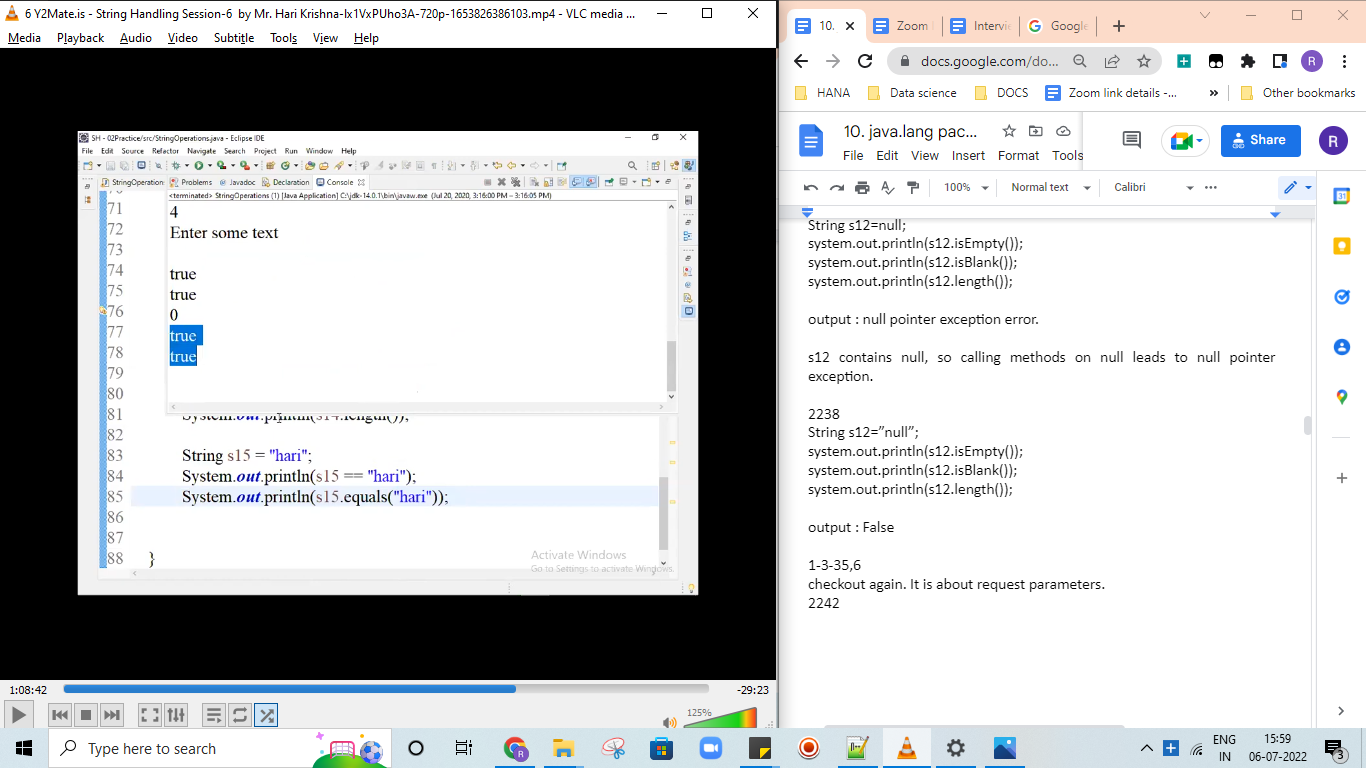 6 Y2Mate.is - String Handling Session-6 by Mr. Hari Krishna-Ix1VxPUho3A-720p-1653826386103.mp4 - VLC media ...
Media Playback Audio Video Subtitle Tools View Help
SH - 02Practice/src/StringOperations.java - Eclipse IDE
File Edit Source Refactor Navigate Search Project Run Window Help
StringOperation Problems @ Javadoc Declaration Console
<terminated> StringOperations (1) [Java Application] C:\jdk-14.0.1\bin\javaw.exe (Jul 20, 2020, 3:16:00 PM – 3:16:05 PM)
71 4
72 Enter some text
73
74 true
75 true
76 0
77 true
78 true
79
80
81 System.out.println(s14.length());
82
83 String s15 = "hari";
84 System.out.println(s15 == "hari");
85 System.out.println(s15.equals("hari"));
86
87
88 }
Activate Windows
Go to Settings to activate Windows.
1:08:42
-29:23
125%
10. Zoom Intervi Google
docs.google.com/do...
R
HANA Data science DOCS Zoom link details -... » Other bookmarks
10. java.lang pac...
File Edit View Insert Format Tools
Share
R
100% Normal text Calibri
31
String s12=null;
system.out.println(s12.isEmpty());
system.out.println(s12.isBlank());
system.out.println(s12.length());
output : null pointer exception error.
s12 contains null, so calling methods on null leads to null pointer
exception.
2238
String s12=”null”;
system.out.println(s12.isEmpty());
system.out.println(s12.isBlank());
system.out.println(s12.length());
output : False
1-3-35,6
checkout again. It is about request parameters.
2242
Type here to search
R
ENG
IN
15:59
06-07-2022
3